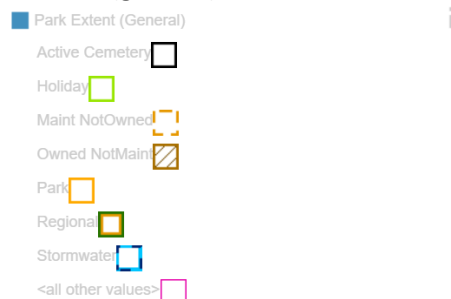 Park Extent (General)
Active Cemetery
Holiday
Maint NotOwned
Owned NotMaint
Park
Regional
Stormwater
<all other values>